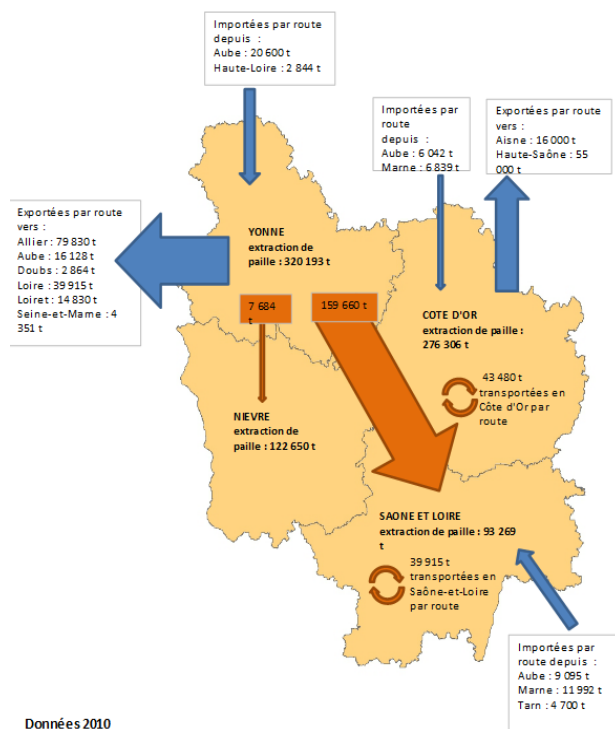 Importées par route
depuis :
Aube : 20 600 t
Haute-Loire : 2 844 t
Importées par
route
depuis :
Aube : 6 042 t
Marne : 6 839 t
Exportées par route
vers :
Aisne : 16 000 t
Haute-Saône : 55
000 t
Exportées par route
vers :
Allier : 79 830 t
Aube : 16 128 t
Doubs : 2 864 t
Loire : 39 915 t
Loiret : 14 830 t
Seine-et-Marne : 4
351 t
YONNE
extraction de
paille : 320 193 t
7 684
t
159 660 t
COTE D'OR
extraction de paille :
276 306 t
43 480 t
transportées en
Côte d'Or par
route
NIEVRE
extraction de
paille : 122 650 t
SAONE ET LOIRE
extraction de paille : 93 269
t
39 915 t
transportées en
Saône-et-Loire
par route
Importées par
route depuis :
Aube : 9 095 t
Marne : 11 992 t
Tarn : 4 700 t
Données 2010